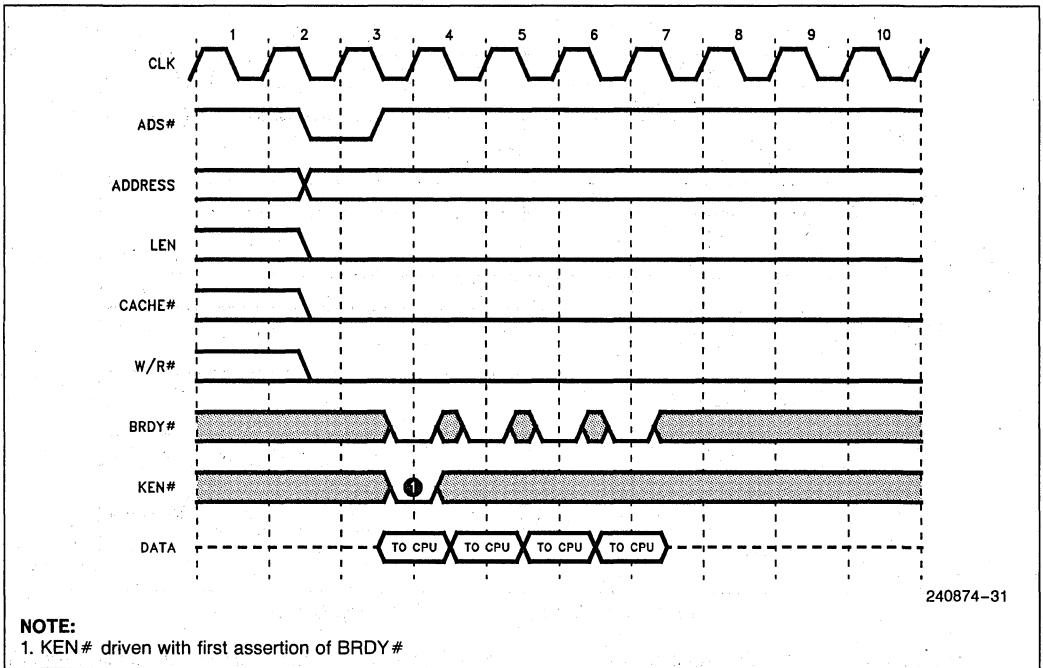 1 2 3 4 5 6 7 8 9 10
CLK
ADS#
ADDRESS
LEN
CACHE#
W/R#
BRDY#
KEN#
1
DATA
TO CPU TO CPU TO CPU TO CPU
240874-31
NOTE:
1. KEN# driven with first assertion of BRDY#